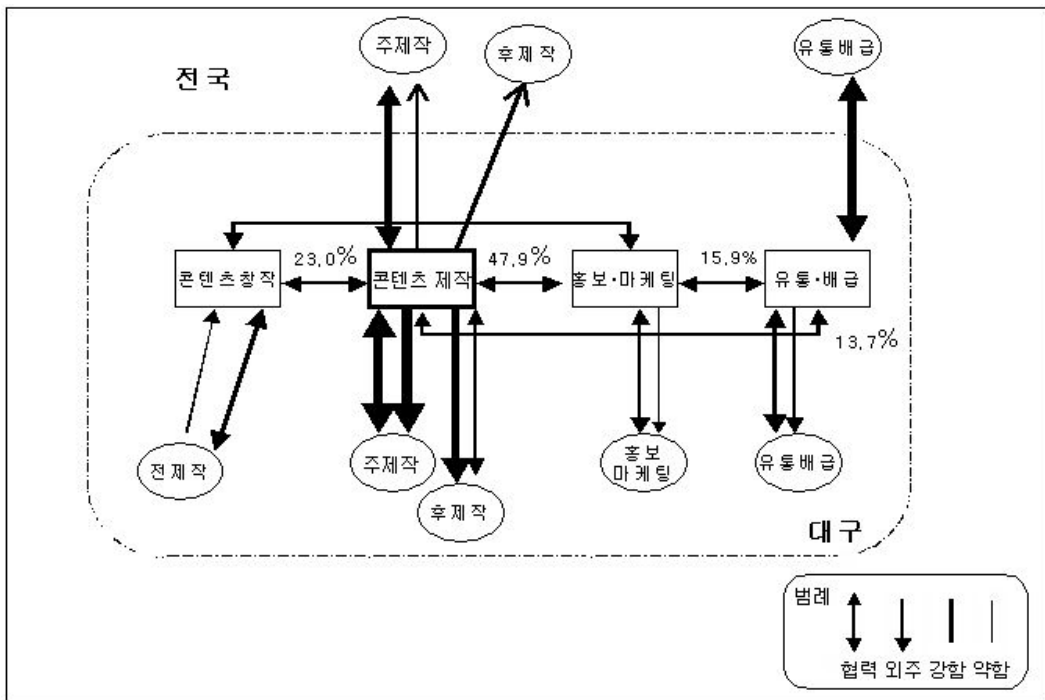 주제작
후제작
유통배급
전국
23.0%
47.9%
15.9%
콘텐츠창작
콘텐츠 제작
홍보·마케팅
유통·배급
13.7%
전제작
주제작
후제작
홍보
마케팅
유통배급
대구
범례
협력 외주 강함 약함